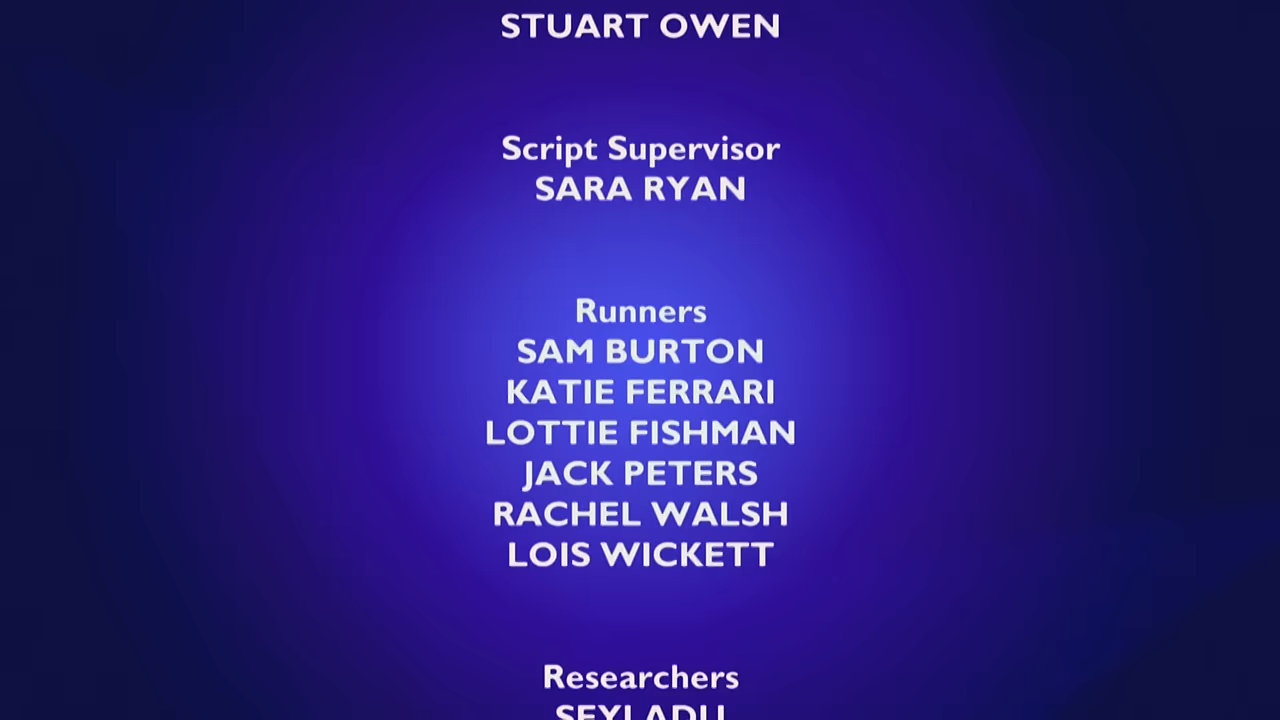 STUART OWEN
Script Supervisor
SARA RYAN
Runners
SAM BURTON
KATIE FERRARI
LOTTIE FISHMAN
JACK PETERS
RACHEL WALSH
LOIS WICKETT
Researchers